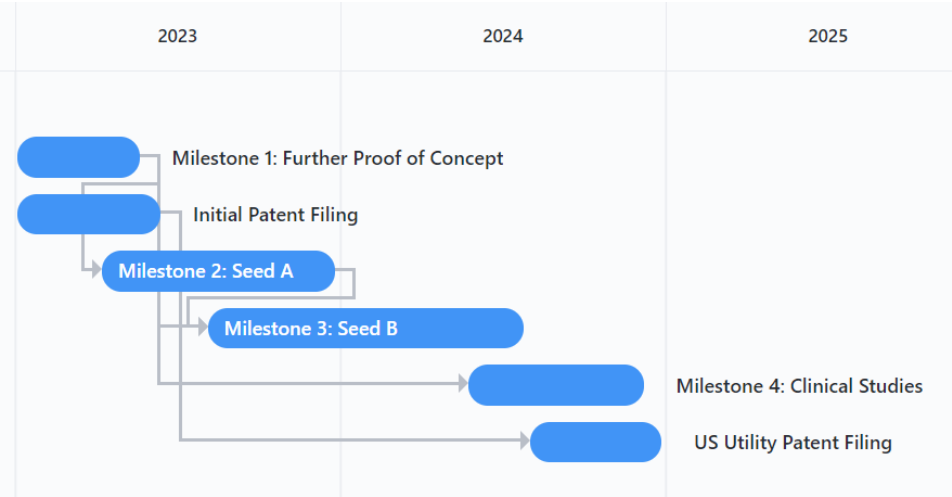 2023 2024 2025
Milestone 1: Further Proof of Concept
Initial Patent Filing
Milestone 2: Seed A
Milestone 3: Seed B
Milestone 4: Clinical Studies
US Utility Patent Filing